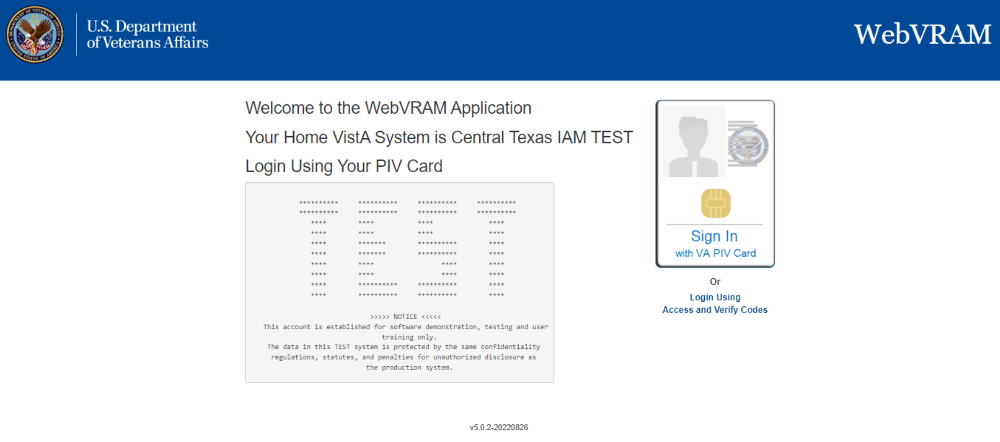 U.S. Department
of Veterans Affairs
WebVRAM
Welcome to the WebVRAM Application
Your Home VistA System is Central Texas IAM TEST
Login Using Your PIV Card
**********     **********     **********     **********
**********     **********     **********     **********
   ****        ****           ****              ****
   ****        ****           ****              ****
   ****        *******        **********        ****
   ****        *******        **********        ****
   ****        ****                 ****        ****
   ****        ****                 ****        ****
   ****        **********     **********        ****
   ****        **********     **********        ****
>>>>> NOTICE <<<<<
This account is established for software demonstration, testing and user
training only.
The data in this TEST system is protected by the same confidentiality
regulations, statutes, and penalties for unauthorized disclosure as
the production system.
Sign In
with VA PIV Card
Or
Login Using
Access and Verify Codes
v5.0.2-20220826